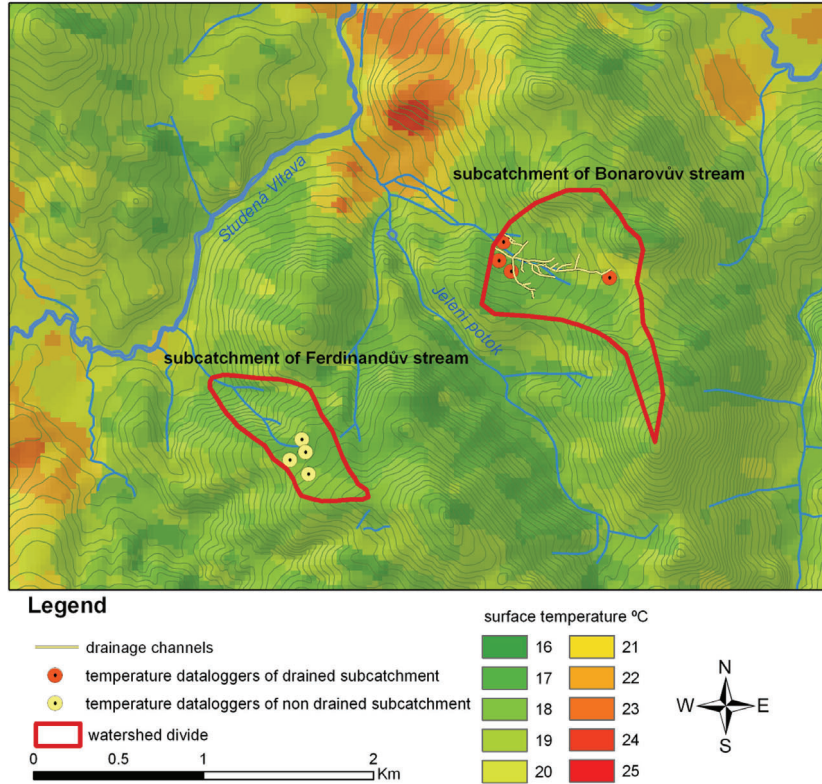 subcatchment of Bonarovův stream
Studená Vltava
Jelení potok
subcatchment of Ferdinandův stream
Legend
drainage channels
temperature dataloggers of drained subcatchment
temperature dataloggers of non drained subcatchment
watershed divide
0 0.5 1 2
Km
surface temperature ºC
16 21
17 22
18 23
19 24
20 25
N
W E
S